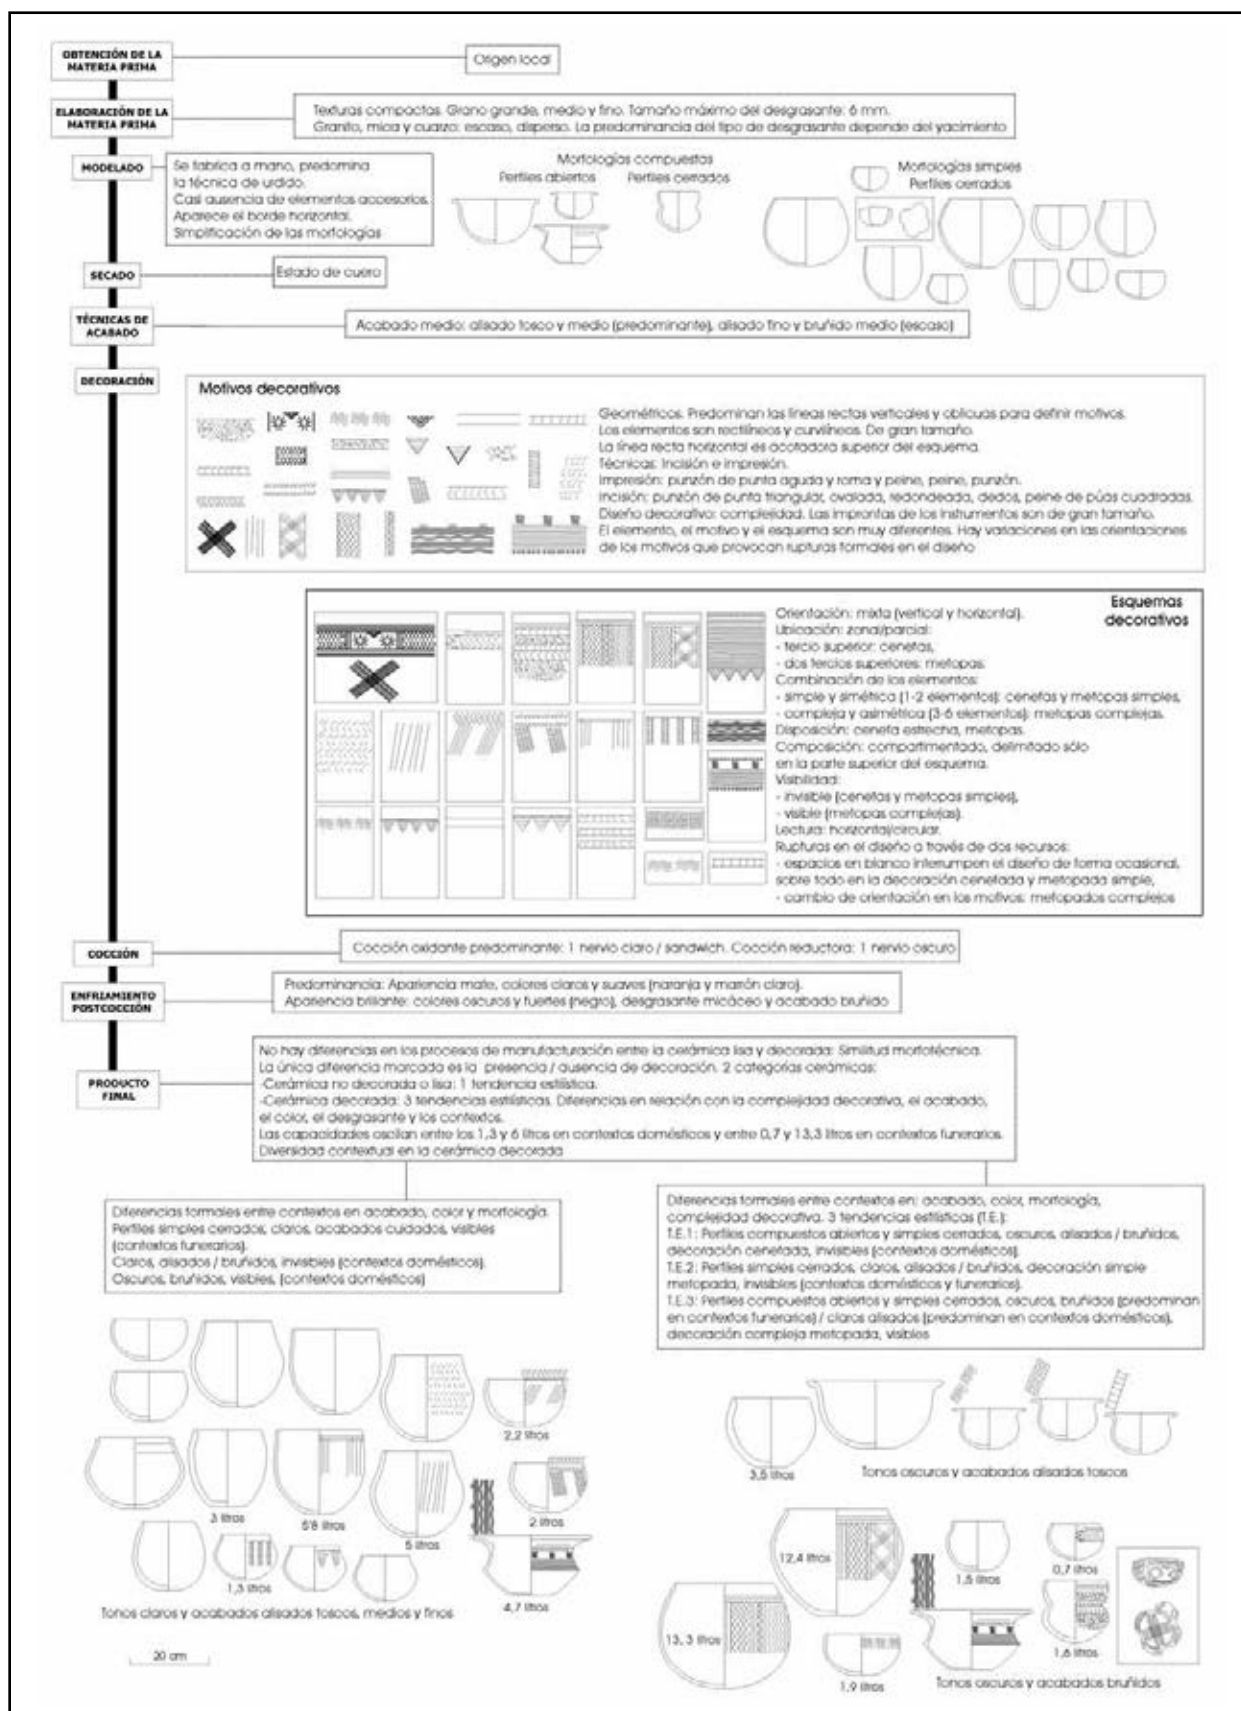 OBTENCIÓN DE LA
MATERIA PRIMA
Origen local
ELABORACIÓN DE LA
MATERIA PRIMA
Texturas compactas. Grano grande, medio y fino. Tamaño máximo del desgrasante: 6 mm.
Granito, mica y cuarzo: escaso, disperso. La predominancia del tipo de desgrasante depende del yacimiento
MODELADO
Se fabrica a mano, predomina
la técnica de urdido.
Casi ausencia de elementos accesorios.
Aparece el borde horizontal.
Simplificación de las morfologías
Morfologías compuestas
Perfiles abiertos
Perfiles cerrados
Morfologías simples
Perfiles cerrados
SECADO
Estado de cuero
TÉCNICAS DE
ACABADO
Acabado medio: alisado tosco y medio (predominante), alisado fino y bruñido medio (escaso)
DECORACIÓN
Motivos decorativos
Geométricos. Predominan las líneas rectas verticales y oblicuas para definir motivos.
Los elementos son rectilíneos y curvilíneos. De gran tamaño.
La línea recta horizontal es acotadora superior del esquema.
Técnicas: Incisión e impresión.
Impresión: punzón de punta aguda y roma y peine, peine, punzón.
Incisión: punzón de punta triangular, ovalada, redondeada, dedos, peine de púas cuadradas.
Diseño decorativo: complejidad. Las improntas de los instrumentos son de gran tamaño.
El elemento, el motivo y el esquema son muy diferentes. Hay variaciones en las orientaciones
de los motivos que provocan rupturas formales en el diseño
Esquemas
decorativos
Orientación: mixta (vertical y horizontal).
Ubicación: zonal/parcial:
- tercio superior: cenefas,
- dos tercios superiores: metopas.
Combinación de los elementos:
- simple y simétrica (1-2 elementos): cenefas y metopas simples,
- compleja y asimétrica (3-6 elementos): metopas complejas.
Disposición: cenefa estrecha, metopas.
Composición: compartimentado, delimitado sólo
en la parte superior del esquema.
Visibilidad:
- invisible (cenefas y metopas simples),
- visible (metopas complejas).
Lectura: horizontal/circular.
Rupturas en el diseño a través de dos recursos:
- espacios en blanco interrumpen el diseño de forma ocasional,
sobre todo en la decoración cenefada y metopada simple,
- cambio de orientación en los motivos: metopados complejos
COCCIÓN
Cocción oxidante predominante: 1 nervio claro / sandwich. Cocción reductora: 1 nervio oscuro
ENFRIAMIENTO
POSTCOCCIÓN
Predominancia: Apariencia mate, colores claros y suaves (naranja y marrón claro).
Apariencia brillante: colores oscuros y fuertes (negro), desgrasante micáceo y acabado bruñido
PRODUCTO
FINAL
No hay diferencias en los procesos de manufacturación entre la cerámica lisa y decorada: Similitud morfotécnica.
La única diferencia marcada es la presencia / ausencia de decoración. 2 categorías cerámicas:
-Cerámica no decorada o lisa: 1 tendencia estilística.
-Cerámica decorada: 3 tendencias estilísticas. Diferencias en relación con la complejidad decorativa, el acabado,
el color, el desgrasante y los contextos.
Las capacidades oscilan entre los 1,3 y 6 litros en contextos domésticos y entre 0,7 y 13,3 litros en contextos funerarios.
Diversidad contextual en la cerámica decorada
Diferencias formales entre contextos en acabado, color y morfología.
Perfiles simples cerrados, claros, acabados cuidados, visibles
(contextos funerarios).
Claros, alisados / bruñidos, invisibles (contextos domésticos).
Oscuros, bruñidos, visibles, (contextos domésticos)
Diferencias formales entre contextos en: acabado, color, morfología,
complejidad decorativa. 3 tendencias estilísticas (T.E.):
T.E.1: Perfiles compuestos abiertos y simples cerrados, oscuros, alisados / bruñidos,
decoración cenefada, invisibles (contextos domésticos).
T.E.2: Perfiles simples cerrados, claros, alisados / bruñidos, decoración simple
metopada, invisibles (contextos domésticos y funerarios).
T.E.3: Perfiles compuestos abiertos y simples cerrados, oscuros, bruñidos (predominan
en contextos funerarios) / claros alisados (predominan en contextos domésticos),
decoración compleja metopada, visibles
2,2 litros
3 litros
5'8 litros
5 litros
2 litros
1,3 litros
4,7 litros
Tonos claros y acabados alisados toscos, medios y finos
20 cm
3,5 litros
Tonos oscuros y acabados alisados toscos
12,4 litros
1,5 litros
0,7 litros
13,3 litros
1,6 litros
1,9 litros
Tonos oscuros y acabados bruñidos